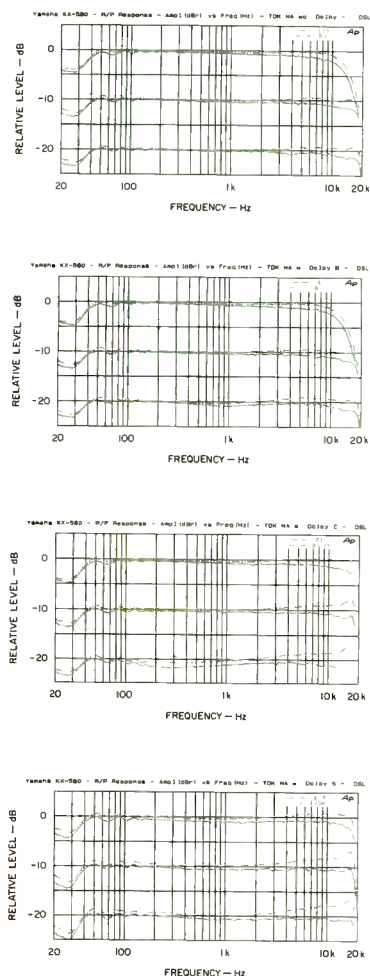 Yamaha KX-580 - R/P Response - Ampl(dBr) vs Freq(Hz) - TDK MA wo Dolby - DSL
Ap
RELATIVE LEVEL — dB
0
-10
-20
20 100 1k 10k 20k
FREQUENCY — Hz
Yamaha KX-580 - R/P Response - Ampl(dBr) vs Freq(Hz) - TDK MA w Dolby B - DSL
Ap
RELATIVE LEVEL — dB
0
-10
-20
20 100 1k 10k 20k
FREQUENCY — Hz
Yamaha KX-580 - R/P Response - Ampl(dBr) vs Freq(Hz) - TDK MA w Dolby C - DSL
Ap
RELATIVE LEVEL — dB
0
-10
-20
20 100 1k 10k 20k
FREQUENCY — Hz
Yamaha KX-580 - R/P Response - Ampl(dBr) vs Freq(Hz) - TDK MA w Dolby S - DSL
Ap
RELATIVE LEVEL — dB
0
-10
-20
20 100 1k 10k 20k
FREQUENCY — Hz